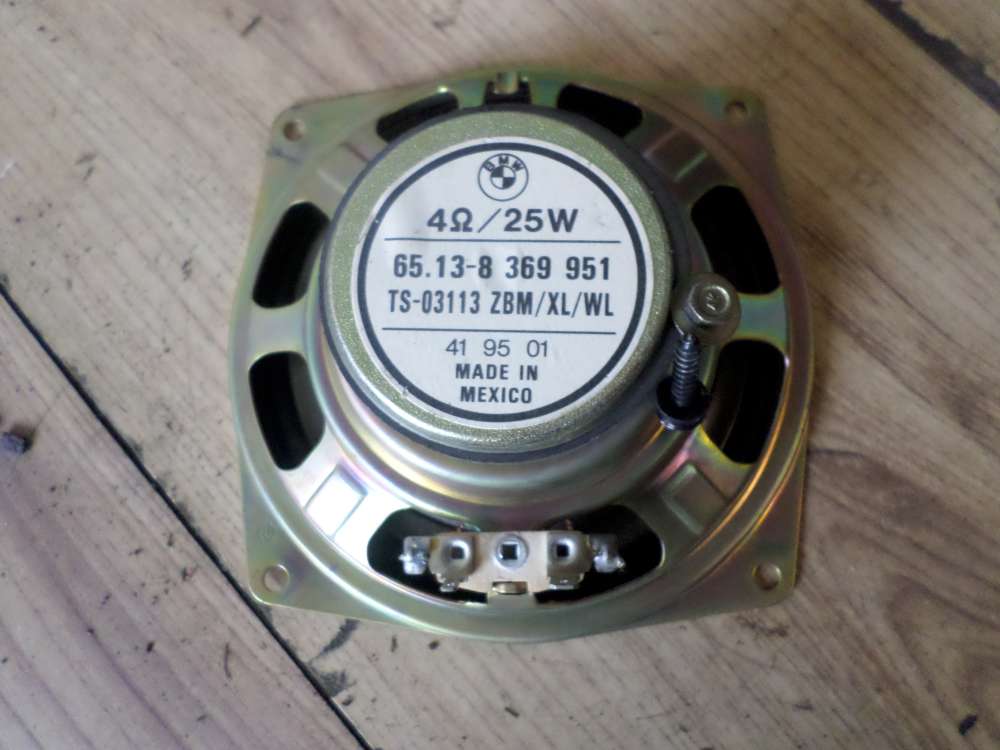 BMW
4Ω/25W
65.13-8 369 951
TS-03113 ZBM/XL/WL
41 95 01
MADE IN
MEXICO